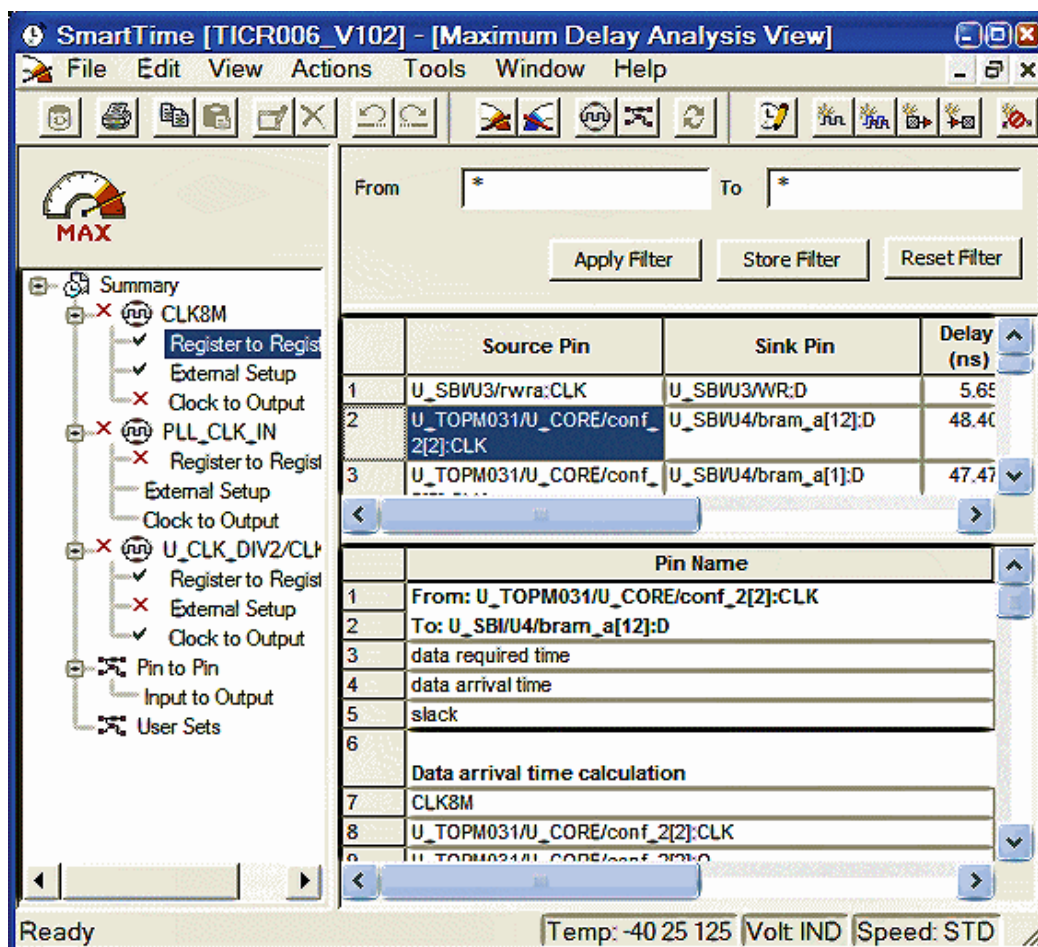 SmartTime [TICR006_V102] - [Maximum Delay Analysis View]
File Edit View Actions Tools Window Help
MAX
From * To *
Apply Filter Store Filter Reset Filter
Summary
CLK8M
Register to Regist
External Setup
Clock to Output
PLL_CLK_IN
Register to Regist
External Setup
Clock to Output
U_CLK_DIV2/CLK
Register to Regist
External Setup
Clock to Output
Pin to Pin
Input to Output
User Sets
Source Pin Sink Pin Delay (ns)
1 U_SBI/U3/rwra:CLK U_SBI/U3/WR:D 5.65
2 U_TOPM031/U_CORE/conf_2[2]:CLK U_SBI/U4/bram_a[12]:D 48.40
3 U_TOPM031/U_CORE/conf_ U_SBI/U4/bram_a[1]:D 47.47
Pin Name
1 From: U_TOPM031/U_CORE/conf_2[2]:CLK
2 To: U_SBI/U4/bram_a[12]:D
3 data required time
4 data arrival time
5 slack
6 Data arrival time calculation
7 CLK8M
8 U_TOPM031/U_CORE/conf_2[2]:CLK
9 U_TOPM031/U_CORE/conf_2[2]:Q
Ready Temp: -40 25 125 Volt: IND Speed: STD